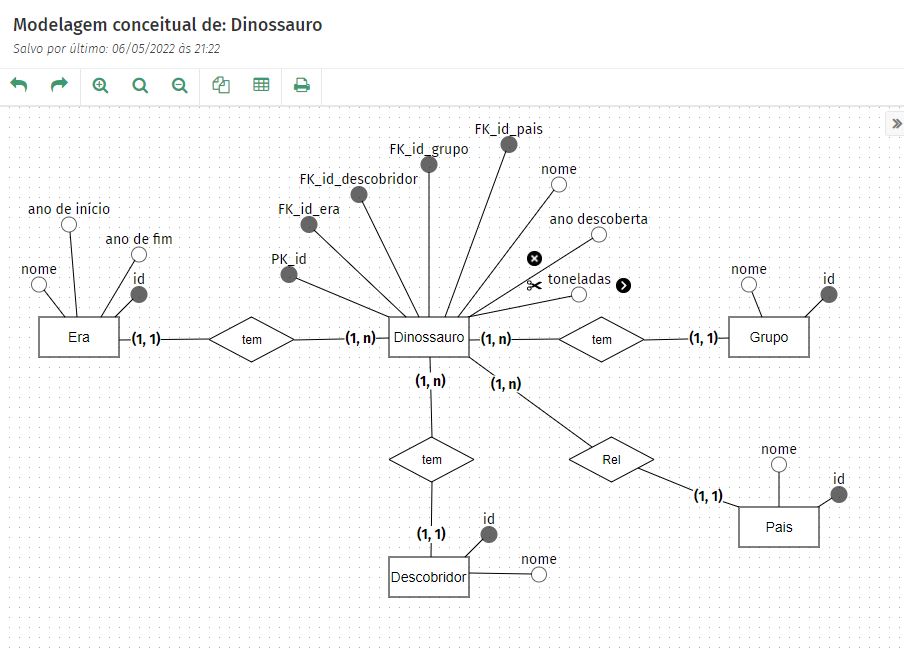 Modelagem conceitual de: Dinossauro
Salvo por último: 06/05/2022 às 21:22
FK_id_pais
FK_id_grupo
nome
FK_id_descobridor
FK_id_era
ano de início
ano descoberta
ano de fim
PK_id
nome
id
toneladas
nome
id
Era
(1, 1)
tem
(1, n)
Dinossauro
(1, n)
tem
(1, 1)
Grupo
(1, n)
(1, n)
tem
Rel
nome
id
(1, 1)
(1, 1)
id
Pais
nome
Descobridor